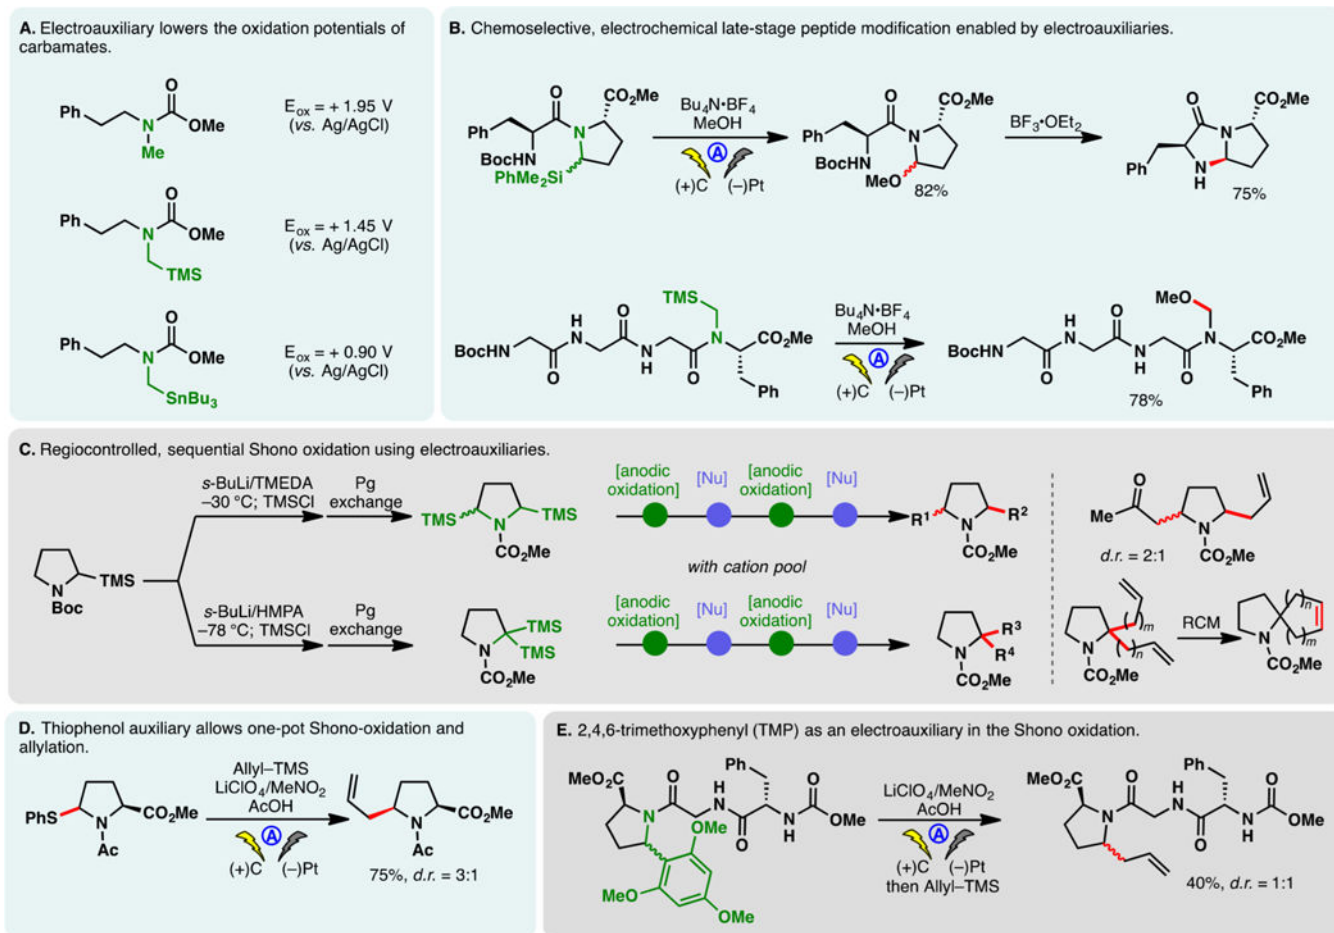 A. Electroauxiliary lowers the oxidation potentials of
carbamates.
Ph
N
Me
O
OMe
Eox = + 1.95 V
(vs. Ag/AgCl)
Ph
N
O
OMe
TMS
Eox = + 1.45 V
(vs. Ag/AgCl)
Ph
N
O
OMe
SnBu3
Eox = + 0.90 V
(vs. Ag/AgCl)
B. Chemoselective, electrochemical late-stage peptide modification enabled by electroauxiliaries.
O
CO2Me
Ph
N
BocHN
PhMe2Si
Bu4N•BF4
MeOH
A
(+)C (–)Pt
O
CO2Me
Ph
N
BocHN
MeO
82%
BF3•OEt2
O
CO2Me
N
Ph
N
H
75%
TMS
H
N
O
N
CO2Me
BocHN
O
N
H
O
Ph
Bu4N•BF4
MeOH
A
(+)C (–)Pt
MeO
H
N
O
N
CO2Me
BocHN
O
N
H
O
Ph
78%
C. Regiocontrolled, sequential Shono oxidation using electroauxiliaries.
N
Boc
TMS
s-BuLi/TMEDA
–30 °C; TMSCl
Pg
exchange
TMS
N
TMS
CO2Me
[anodic
oxidation]
[Nu]
[anodic
oxidation]
[Nu]
R1
N
R2
CO2Me
with cation pool
s-BuLi/HMPA
–78 °C; TMSCl
Pg
exchange
TMS
N
TMS
CO2Me
[anodic
oxidation]
[Nu]
[anodic
oxidation]
[Nu]
R3
N
R4
CO2Me
O
Me
N
CO2Me
d.r. = 2:1
N
( )m
( )n
CO2Me
RCM
( )n
( )m
N
CO2Me
D. Thiophenol auxiliary allows one-pot Shono-oxidation and
allylation.
PhS
N
CO2Me
Ac
Allyl–TMS
LiClO4/MeNO2
AcOH
A
(+)C (–)Pt
N
CO2Me
Ac
75%, d.r. = 3:1
E. 2,4,6-trimethoxyphenyl (TMP) as an electroauxiliary in the Shono oxidation.
MeO2C
O
N
H
N
Ph
O
N
H
O
OMe
OMe
MeO
OMe
LiClO4/MeNO2
AcOH
A
(+)C (–)Pt
then Allyl–TMS
MeO2C
O
N
H
N
Ph
O
N
H
O
OMe
40%, d.r. = 1:1